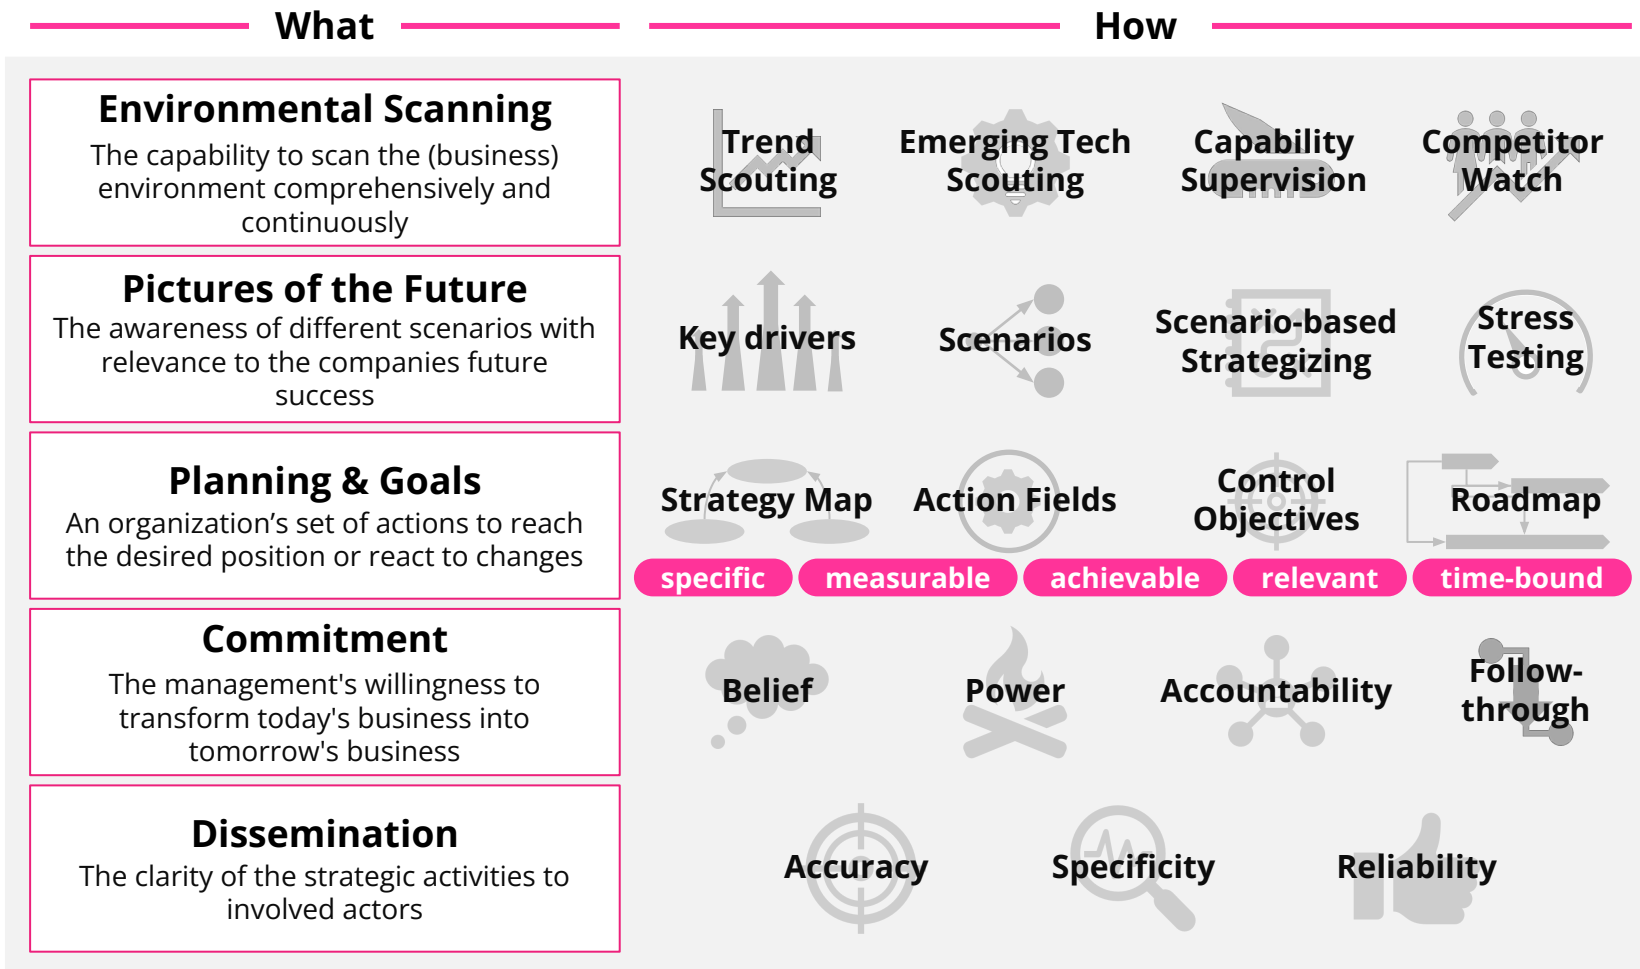 What
How
Environmental Scanning
The capability to scan the (business)
environment comprehensively and
continuously
Trend
Scouting
Emerging Tech
Scouting
Capability
Supervision
Competitor
Watch
Pictures of the Future
The awareness of different scenarios with
relevance to the companies future
success
Key drivers
Scenarios
Scenario-based
Strategizing
Stress
Testing
Planning & Goals
An organization’s set of actions to reach
the desired position or react to changes
Strategy Map
Action Fields
Control
Objectives
Roadmap
specific
measurable
achievable
relevant
time-bound
Commitment
The management's willingness to
transform today's business into
tomorrow's business
Belief
Power
Accountability
Follow-
through
Dissemination
The clarity of the strategic activities to
involved actors
Accuracy
Specificity
Reliability